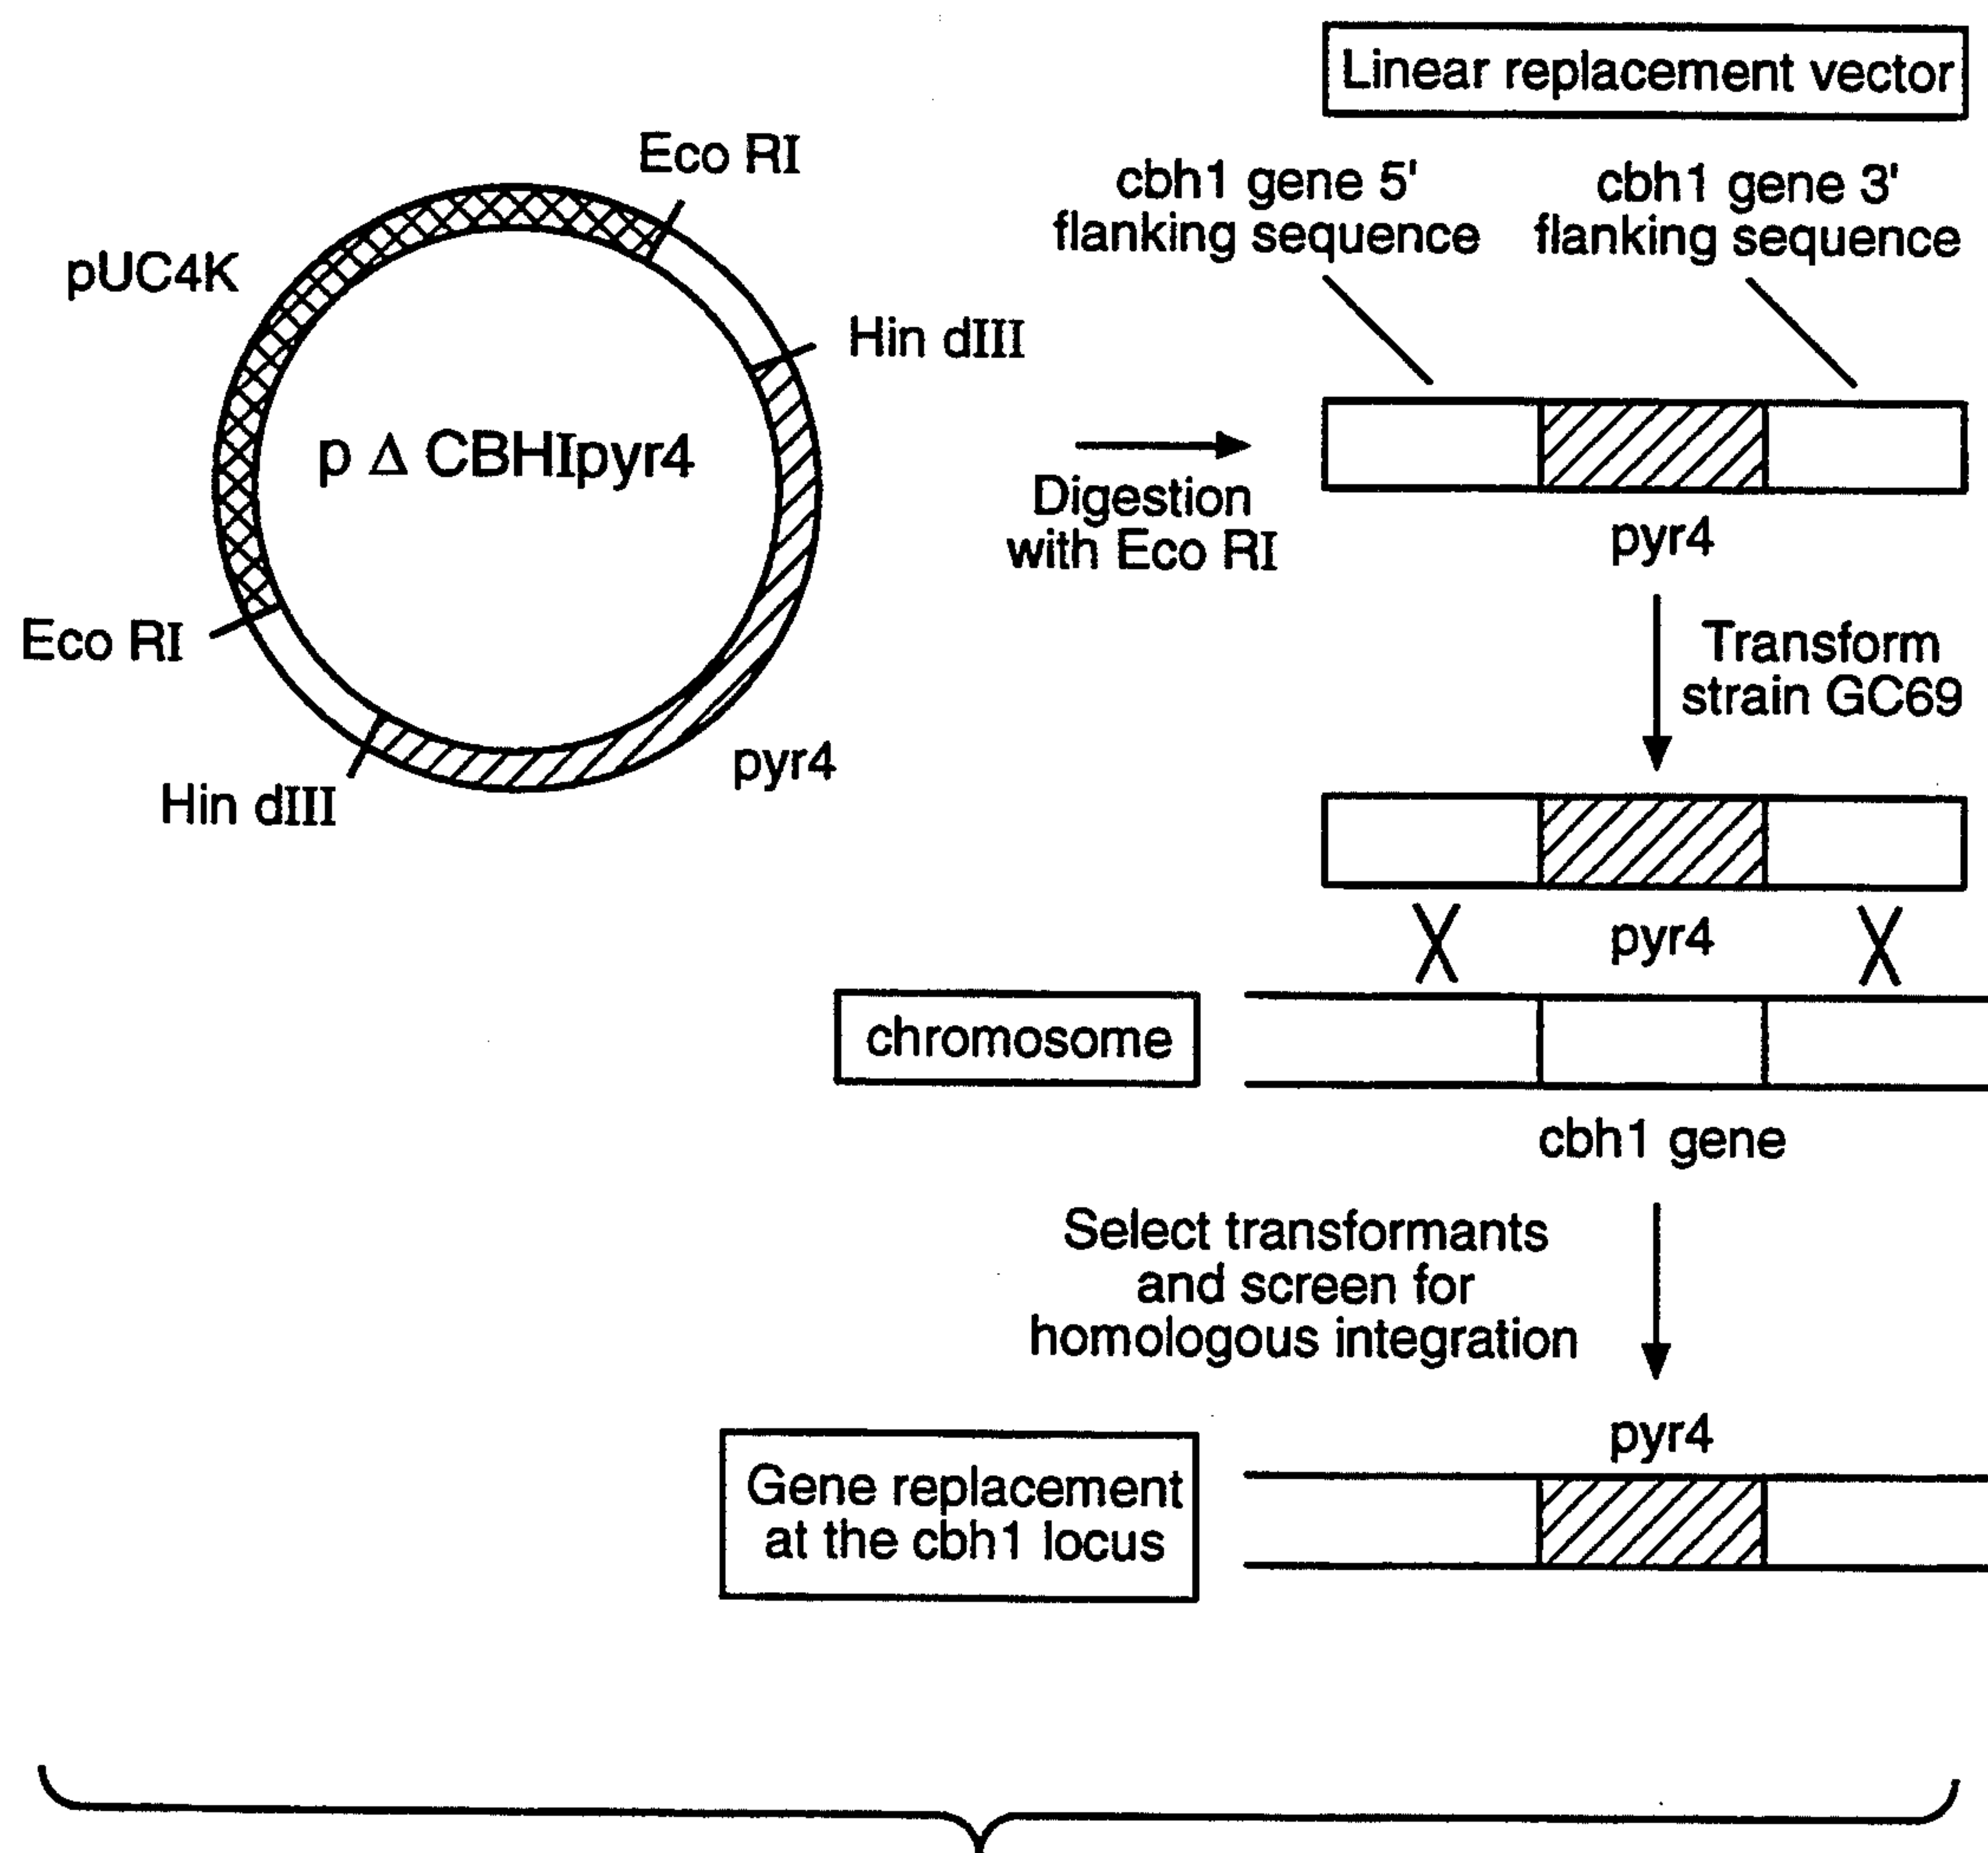 Linear replacement vector
Eco RI
cbh1 gene 5'
flanking sequence
cbh1 gene 3'
flanking sequence
pUC4K
Hin dIII
p Δ CBHIpyr4
Digestion
with Eco RI
pyr4
Eco RI
Transform
strain GC69
Hin dIII
pyr4
pyr4
chromosome
cbh1 gene
Select transformants
and screen for
homologous integration
pyr4
Gene replacement
at the cbh1 locus